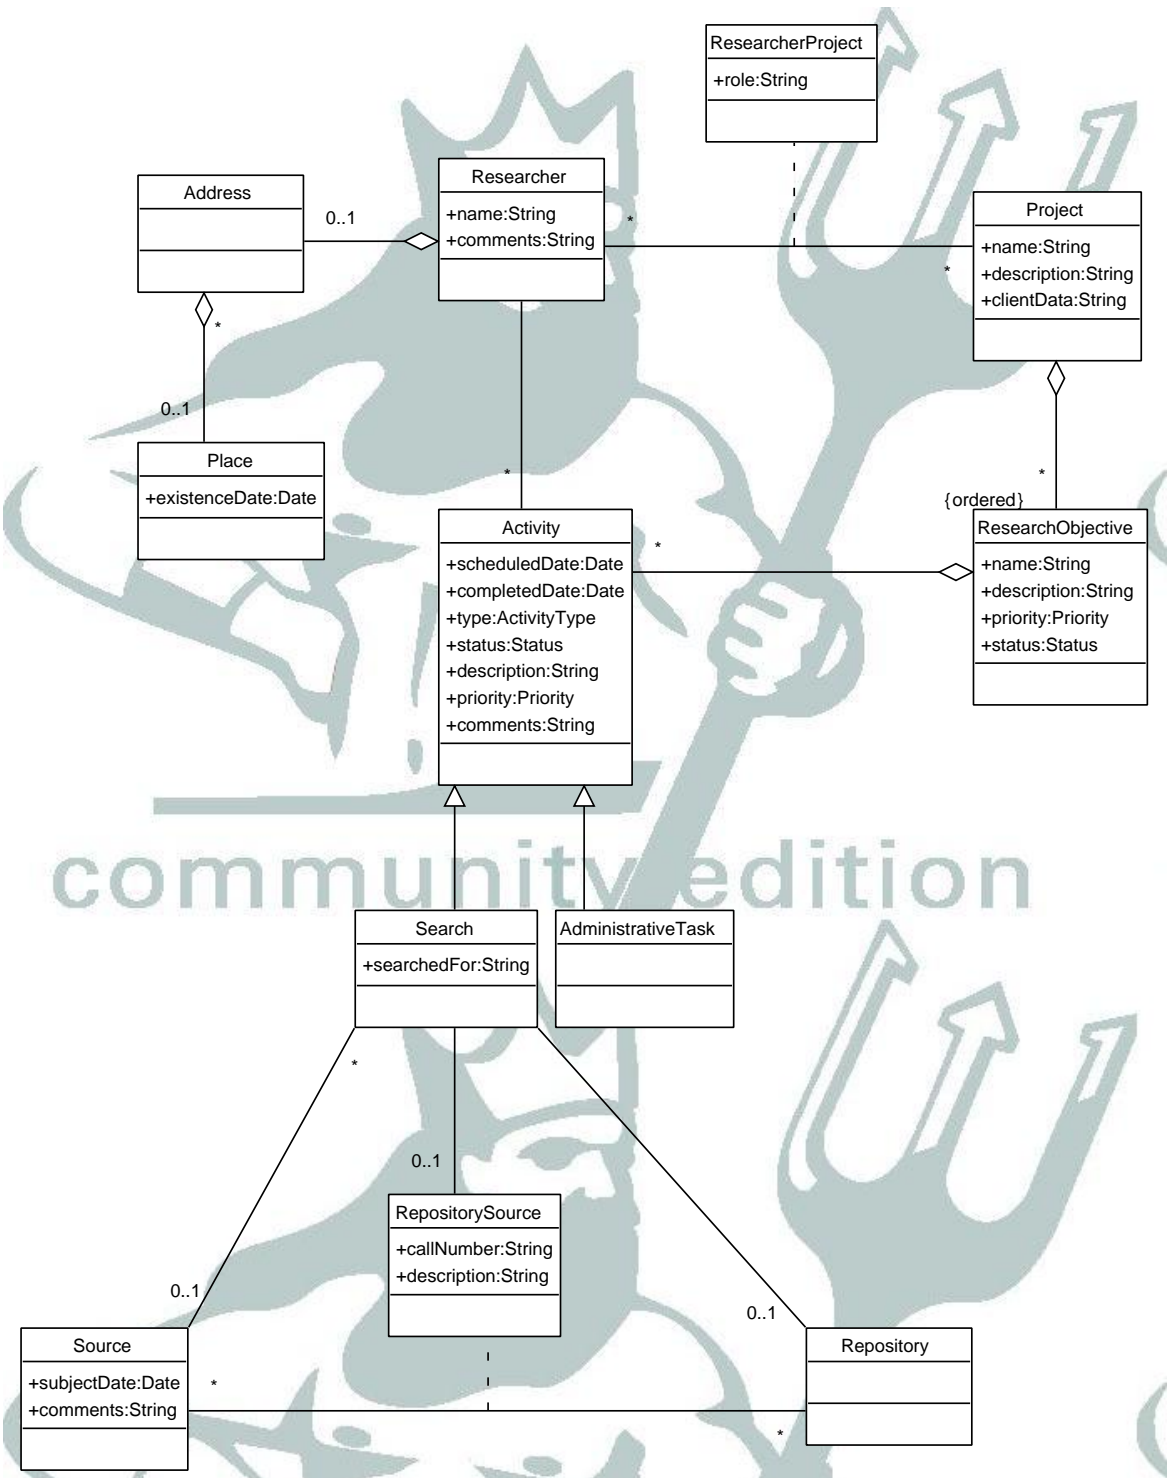 ResearcherProject
+role:String
Researcher
+name:String
+comments:String
Address
0..1
*
Project
+name:String
+description:String
+clientData:String
*
*
0..1
Place
+existenceDate:Date
*
*
{ordered}
Activity
+scheduledDate:Date
+completedDate:Date
+type:ActivityType
+status:Status
+description:String
+priority:Priority
+comments:String
*
ResearchObjective
+name:String
+description:String
+priority:Priority
+status:Status
community edition
Search
+searchedFor:String
AdministrativeTask
*
0..1
RepositorySource
+callNumber:String
+description:String
0..1
0..1
Source
+subjectDate:Date
+comments:String
*
Repository
*